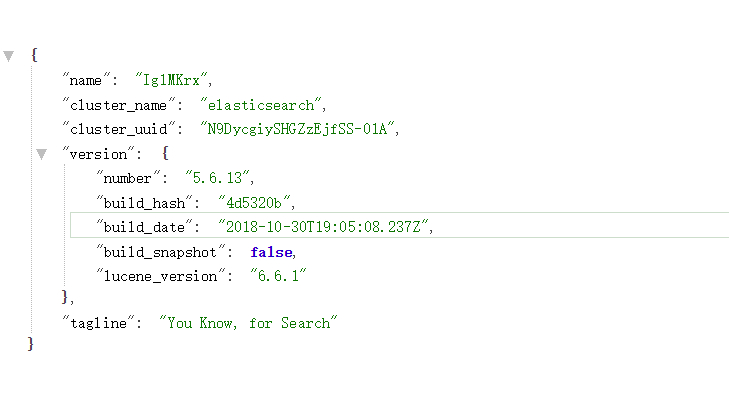 {
"name": "Ig1MKrx",
"cluster_name": "elasticsearch",
"cluster_uuid": "N9DycgiySHGZzEjfSS-01A",
"version": {
"number": "5.6.13",
"build_hash": "4d5320b",
"build_date": "2018-10-30T19:05:08.237Z",
"build_snapshot": false,
"lucene_version": "6.6.1"
},
"tagline": "You Know, for Search"
}